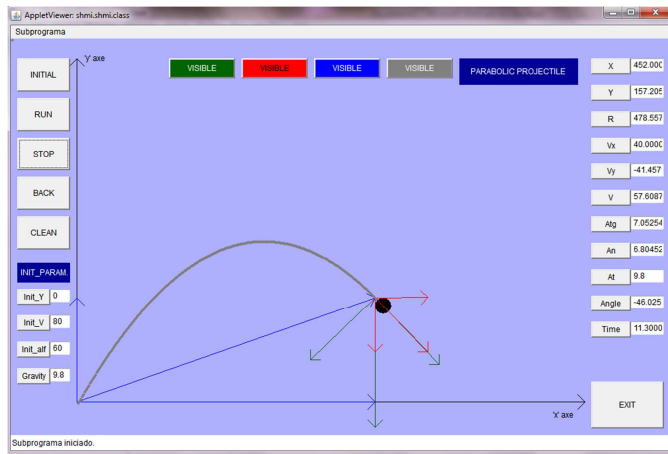 AppletViewer: shmi.shmi.class
Subprograma
INITIAL
RUN
STOP
BACK
CLEAN
INIT_PARAM.
Init_Y 0
Init_V 80
Init_alf 60
Gravity 9.8
'y' axe
VISIBLE VISIBLE VISIBLE VISIBLE
PARABOLIC PROJECTILE
'x' axe
X 452.000
Y 157.205
R 478.557
Vx 40.0000
Vy -41.457
V 57.6087
Atg 7.05254
An 6.80452
At 9.8
Angle -46.025
Time 11.3000
EXIT
Subprograma iniciado.